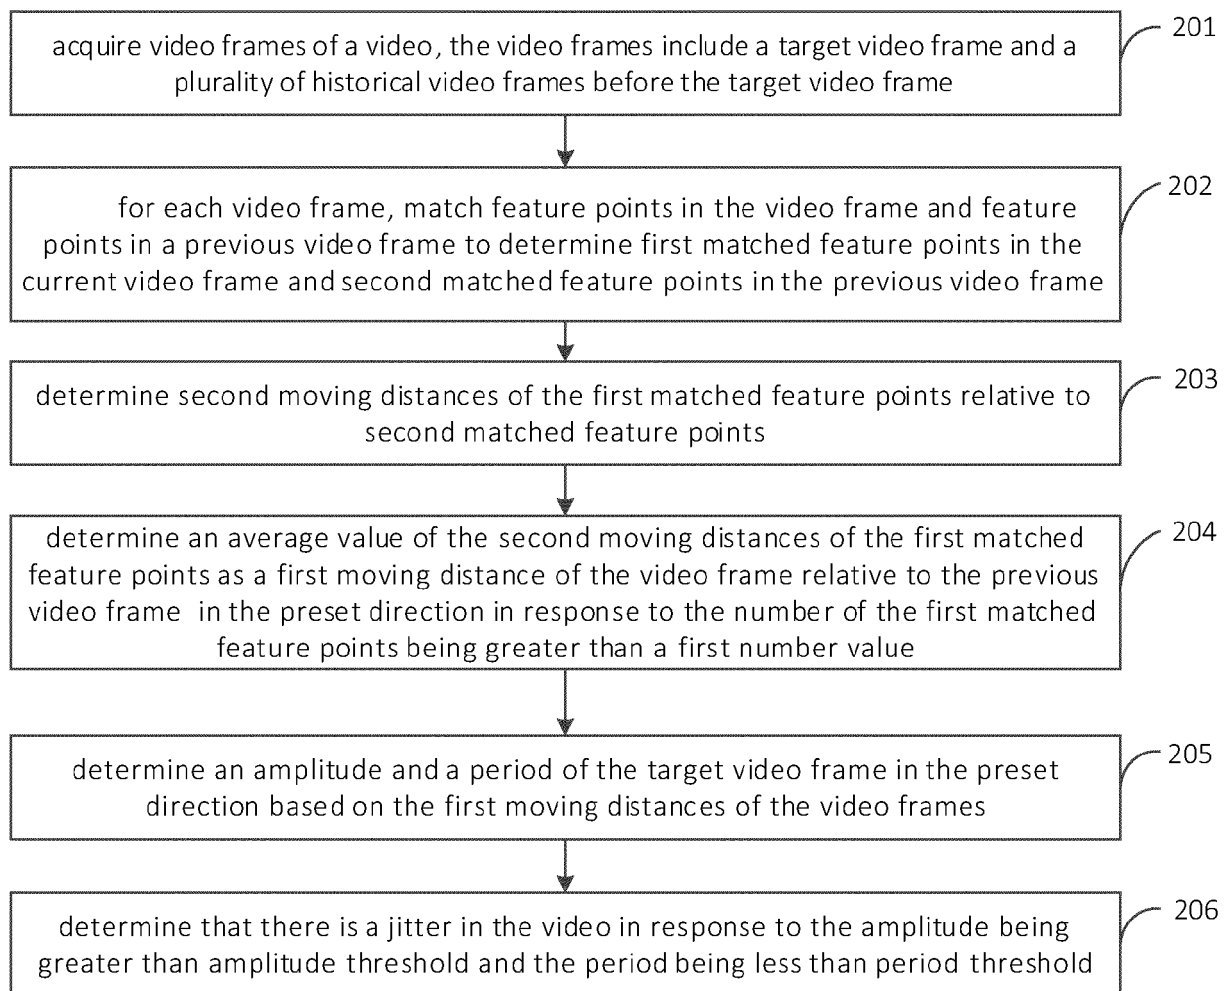 acquire video frames of a video, the video frames include a target video frame and a
plurality of historical video frames before the target video frame
201
for each video frame, match feature points in the video frame and feature
points in a previous video frame to determine first matched feature points in the
current video frame and second matched feature points in the previous video frame
202
determine second moving distances of the first matched feature points relative to
second matched feature points
203
determine an average value of the second moving distances of the first matched
feature points as a first moving distance of the video frame relative to the previous
video frame in the preset direction in response to the number of the first matched
feature points being greater than a first number value
204
determine an amplitude and a period of the target video frame in the preset
direction based on the first moving distances of the video frames
205
determine that there is a jitter in the video in response to the amplitude being
greater than amplitude threshold and the period being less than period threshold
206